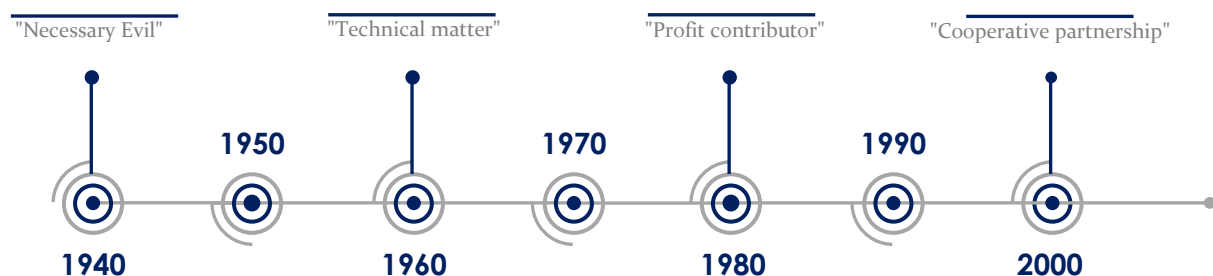 "Necessary Evil"
"Technical matter"
"Profit contributor"
"Cooperative partnership"
1950
1970
1990
1940
1960
1980
2000